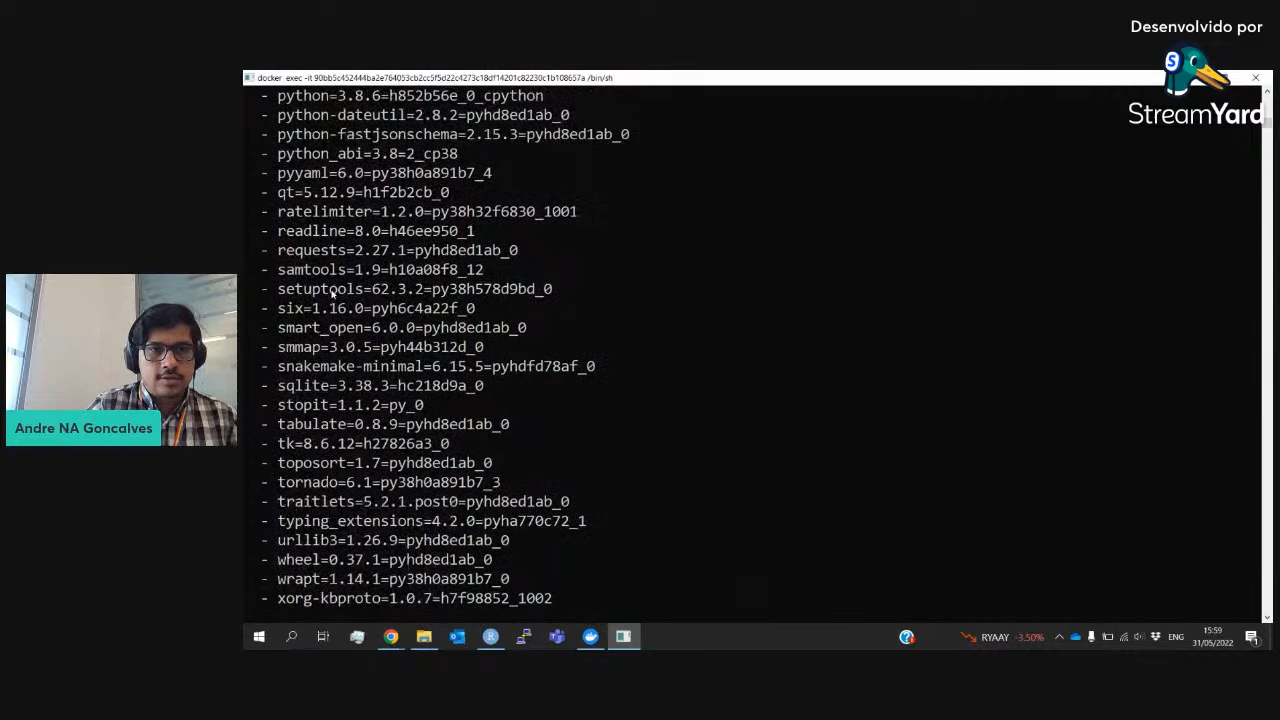 Desenvolvido por
StreamYard
docker exec -it 90bb5c452444ba2e764053cb2cc5f5d22c4273c18df14201c82230c1b108657a /bin/sh
- python=3.8.6=h852b56e_0_cpython
- python-dateutil=2.8.2=pyhd8ed1ab_0
- python-fastjsonschema=2.15.3=pyhd8ed1ab_0
- python_abi=3.8=2_cp38
- pyyaml=6.0=py38h0a891b7_4
- qt=5.12.9=h1f2b2cb_0
- ratelimiter=1.2.0=py38h32f6830_1001
- readline=8.0=h46ee950_1
- requests=2.27.1=pyhd8ed1ab_0
- samtools=1.9=h10a08f8_12
- setuptools=62.3.2=py38h578d9bd_0
- six=1.16.0=pyh6c4a22f_0
- smart_open=6.0.0=pyhd8ed1ab_0
- smmap=3.0.5=pyh44b312d_0
- snakemake-minimal=6.15.5=pyhdfd78af_0
- sqlite=3.38.3=hc218d9a_0
- stopit=1.1.2=py_0
- tabulate=0.8.9=pyhd8ed1ab_0
- tk=8.6.12=h27826a3_0
- toposort=1.7=pyhd8ed1ab_0
- tornado=6.1=py38h0a891b7_3
- traitlets=5.2.1.post0=pyhd8ed1ab_0
- typing_extensions=4.2.0=pyha770c72_1
- urllib3=1.26.9=pyhd8ed1ab_0
- wheel=0.37.1=pyhd8ed1ab_0
- wrapt=1.14.1=py38h0a891b7_0
- xorg-kbproto=1.0.7=h7f98852_1002
Andre NA Goncalves
RYAAY -3.50%
ENG
15:59
31/05/2022